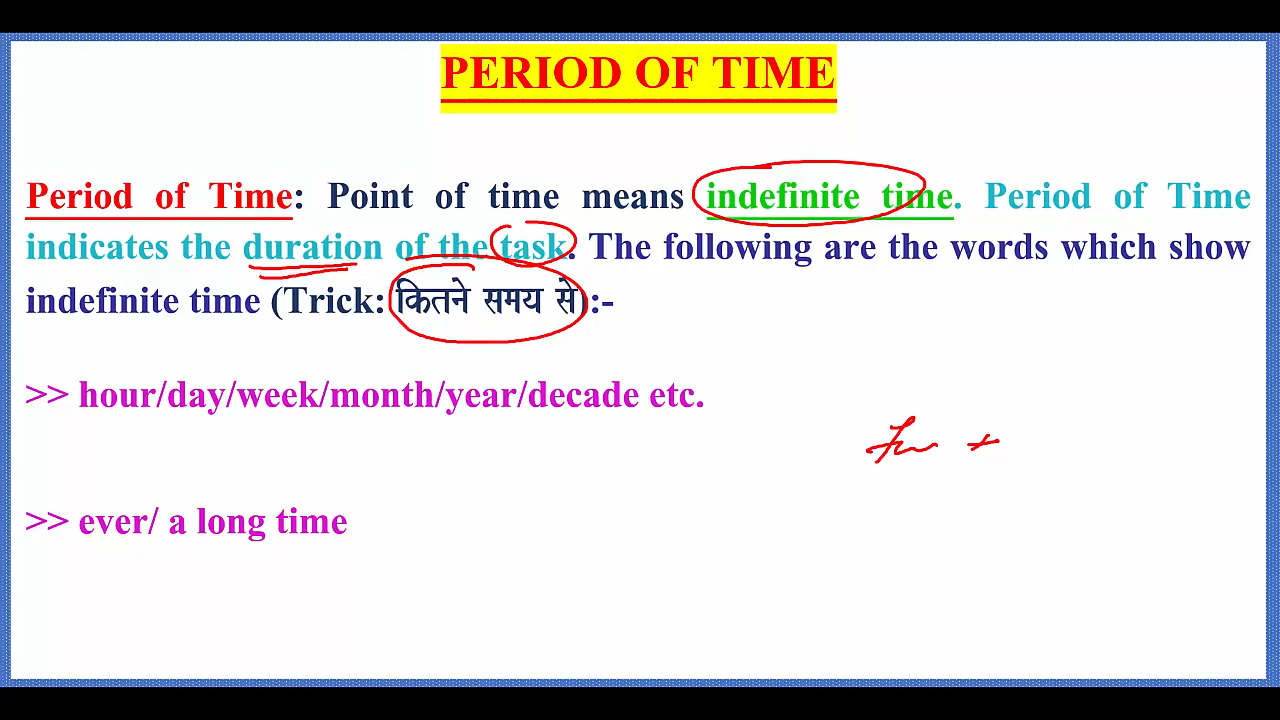 PERIOD OF TIME
Period of Time: Point of time means indefinite time. Period of Time
indicates the duration of the task. The following are the words which show
indefinite time (Trick: कितने समय से):-
>> hour/day/week/month/year/decade etc.
For +
>> ever/ a long time